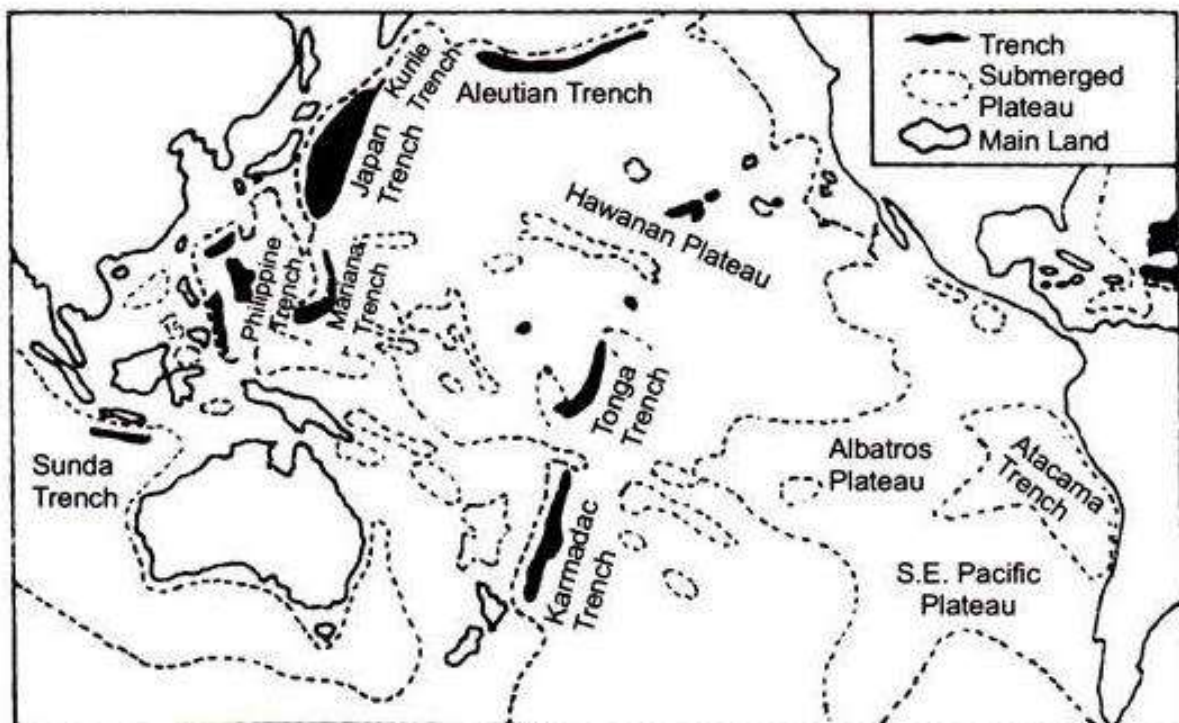 Trench
Submerged
Plateau
Main Land
Kurile
Trench
Aleutian Trench
Japan
Trench
Hawanan Plateau
Philippine
Trench
Mariana
Trench
Tonga
Trench
Sunda
Trench
Albatros
Plateau
Atacama
Trench
Karmadac
Trench
S.E. Pacific
Plateau